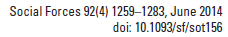 Social Forces 92(4) 1259–1283, June 2014
doi: 10.1093/sf/sot156